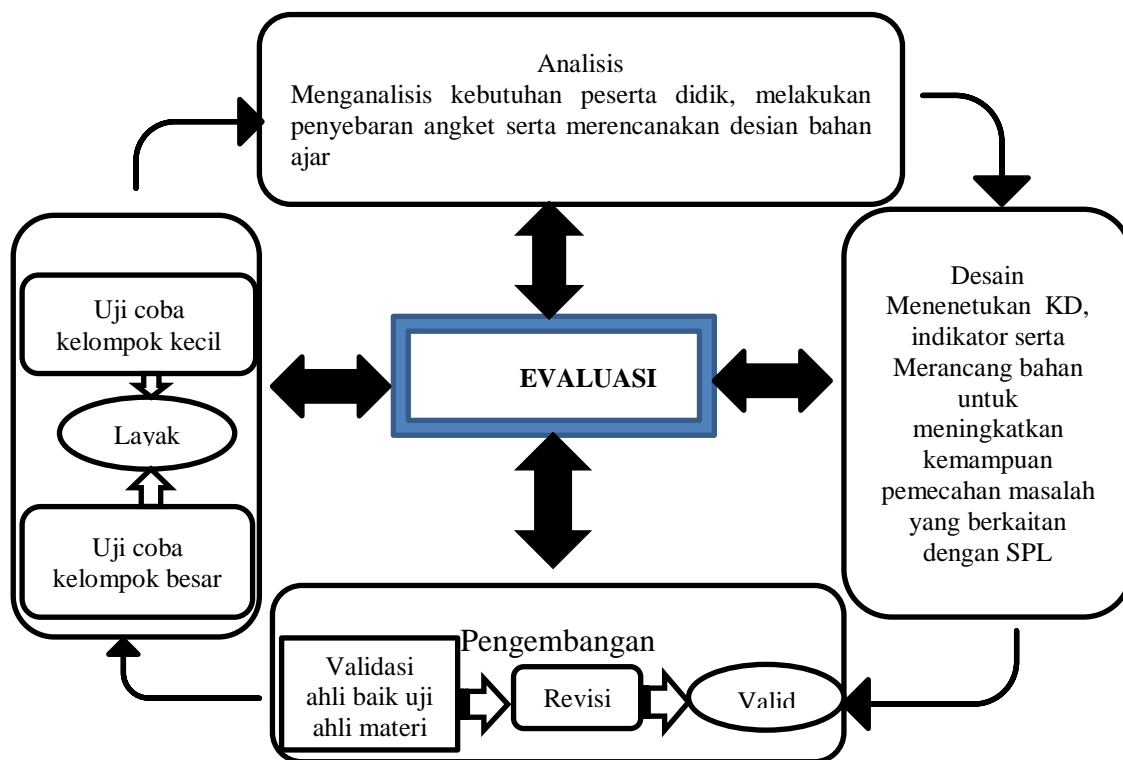 Analisis
Menganalisis kebutuhan peserta didik, melakukan
penyebaran angket serta merencanakan desian bahan
ajar
Uji coba
kelompok kecil
Layak
Uji coba
kelompok besar
EVALUASI
Desain
Menenetukan KD,
indikator serta
Merancang bahan
untuk
meningkatkan
kemampuan
pemecahan masalah
yang berkaitan
dengan SPL
Pengembangan
Validasi
ahli baik uji
ahli materi
Revisi
Valid